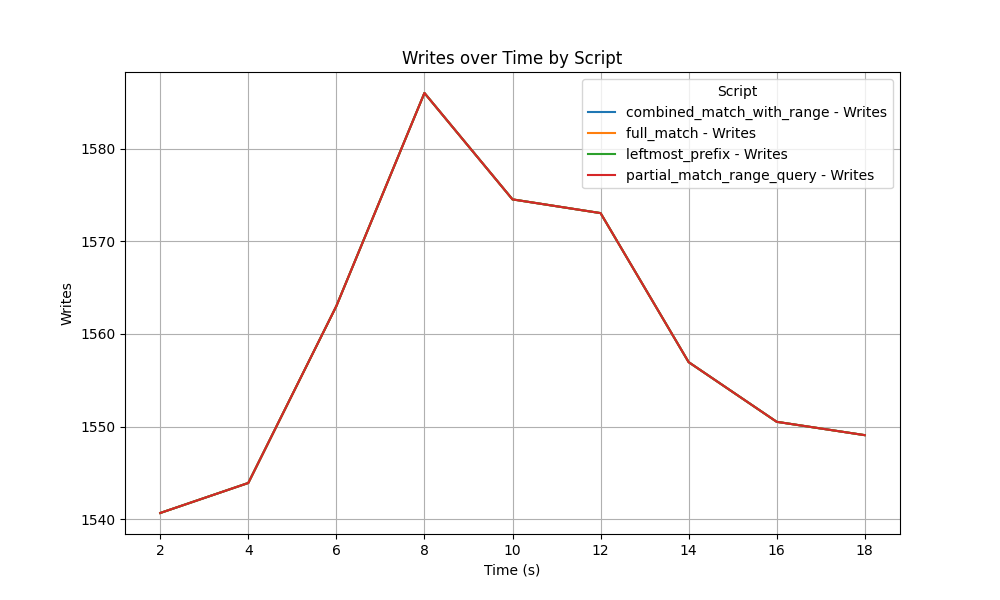 Writes over Time by Script
Script
combined_match_with_range - Writes
full_match - Writes
leftmost_prefix - Writes
partial_match_range_query - Writes
1580
1570
1560
1550
1540
Writes
2 4 6 8 10 12 14 16 18
Time (s)